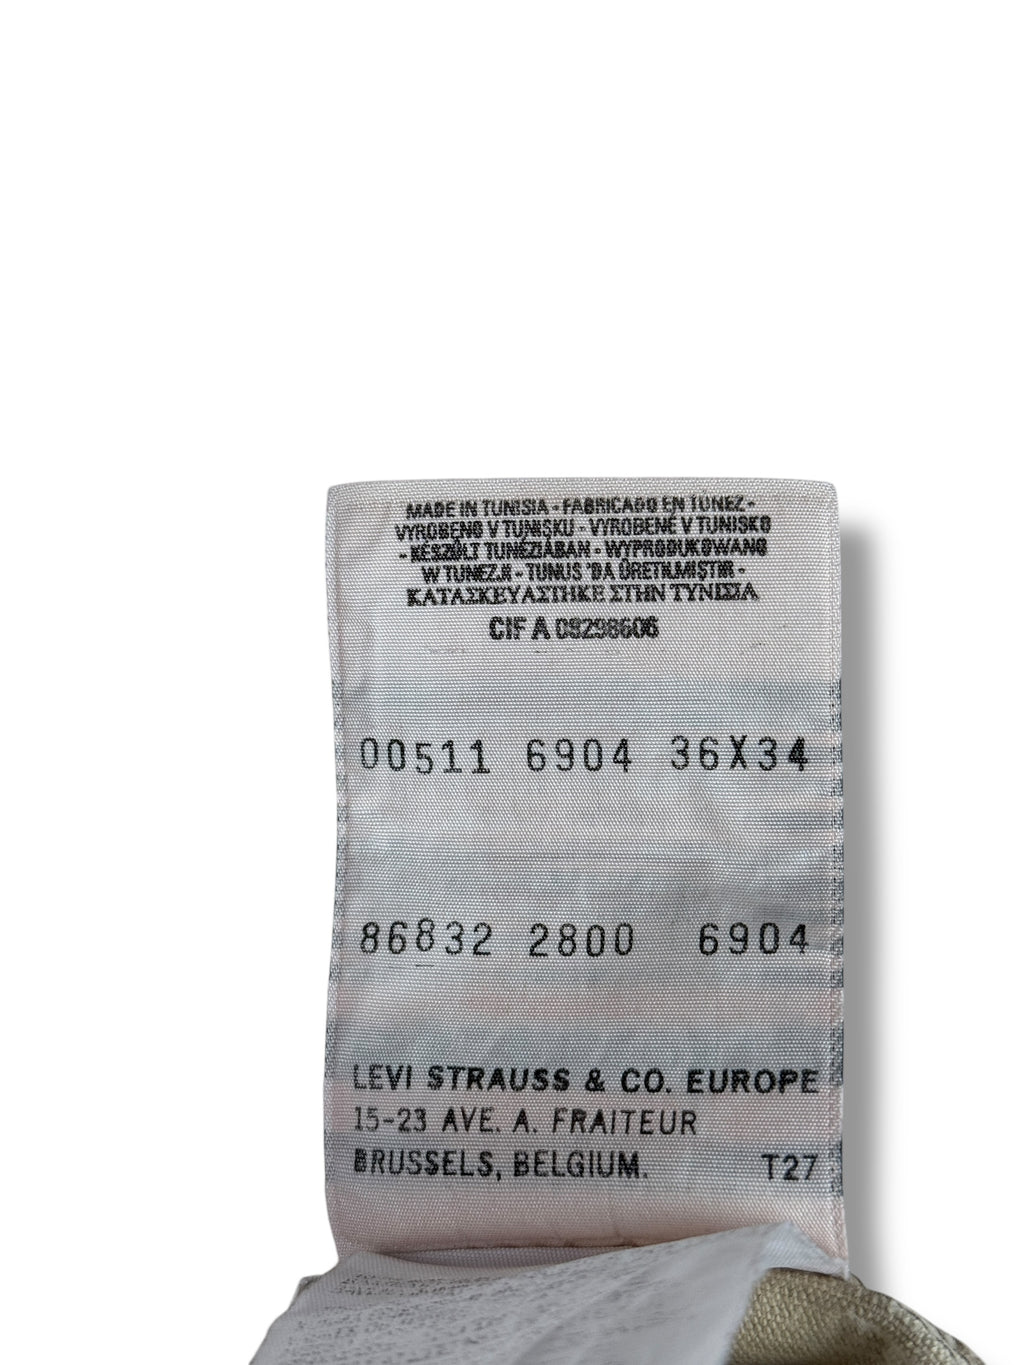 MADE IN TUNISIA - FABRICADO EN TUNEZ -
VYROBENO V TUNISKU - VYROBENÉ V TUNISKO
- KÉSZÜLT TUNÉZIÁBAN - WYPRODUKOWANO
W TUNEZJI - TUNUS 'DA ÜRETILMIŞTIR -
ΚΑΤΑΣΚΕΥΑΣΤΗΚΕ ΣΤΗΝ ΤΥΝΙΣΙΑ
CIF A 09298606
00511 6904 36X34
86832 2800 6904
LEVI STRAUSS & CO. EUROPE
15-23 AVE. A. FRAITEUR
BRUSSELS, BELGIUM. T27